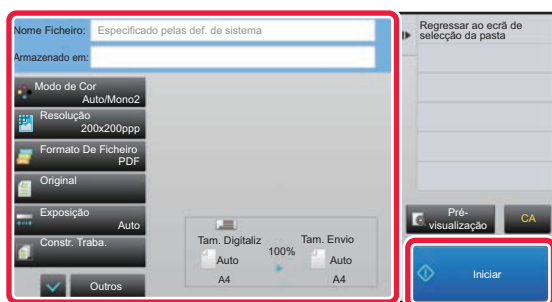 Nome Ficheiro: Especificado pelas def. de sistema
Armazenado em:
Modo de Cor
Auto/Mono2
Resolução
200x200ppp
Formato De Ficheiro
PDF
Original
Exposição
Auto
Constr. Traba.
Outros
Tam. Digitaliz
100%
Tam. Envio
Auto
Auto
A4
A4
Regressar ao ecrã de
selecção da pasta
Pré-
visualização
CA
Iniciar